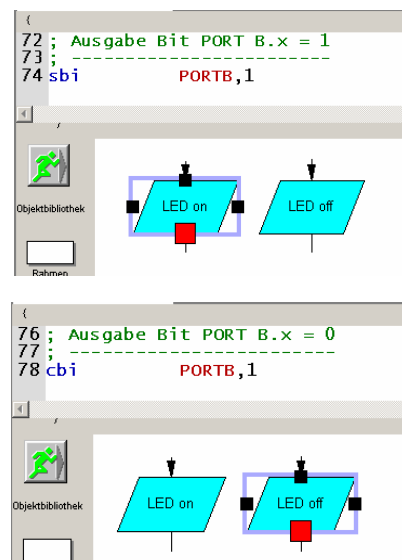 {
72 ; Ausgabe Bit PORT B.x = 1
73 ; -------------------------
74 sbi PORTB,1
LED on LED off
Objektbibliothek
Rahmen
{
76 ; Ausgabe Bit PORT B.x = 0
77 ; -------------------------
78 cbi PORTB,1
LED on LED off
Objektbibliothek